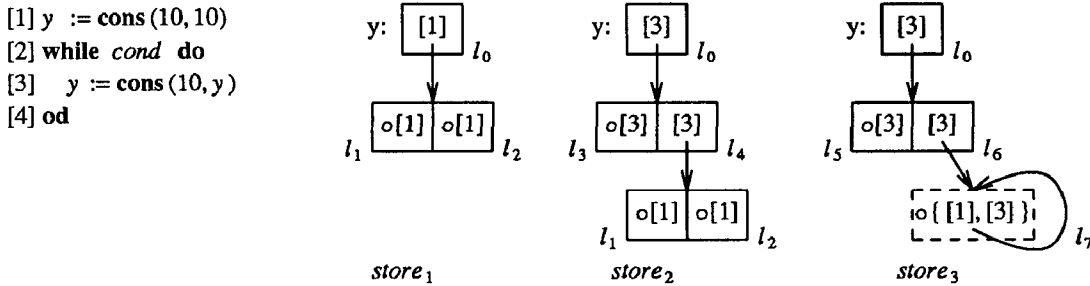 [1] y := cons (10, 10)
[2] while cond do
[3] y := cons (10, y)
[4] od
y: [1] l0
o[1] o[1]
l1 l2
store1
y: [3] l0
o[3] [3]
l3 l4
o[1] o[1]
l1 l2
store2
y: [3] l0
o[3] [3]
l5 l6
o{ [1], [3] }
l7
store3